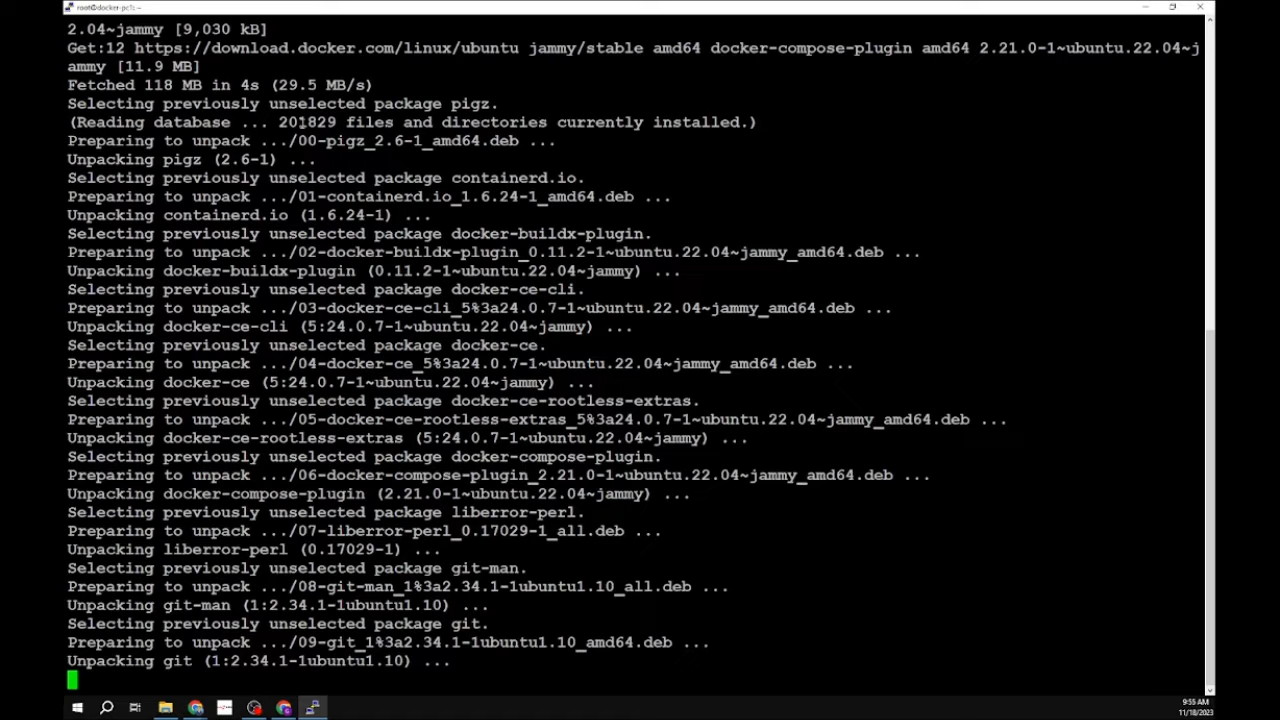 root@docker-pc1: ~
2.04~jammy [9,030 kB]
Get:12 https://download.docker.com/linux/ubuntu jammy/stable amd64 docker-compose-plugin amd64 2.21.0-1~ubuntu.22.04~j
ammy [11.9 MB]
Fetched 118 MB in 4s (29.5 MB/s)
Selecting previously unselected package pigz.
(Reading database ... 201829 files and directories currently installed.)
Preparing to unpack .../00-pigz_2.6-1_amd64.deb ...
Unpacking pigz (2.6-1) ...
Selecting previously unselected package containerd.io.
Preparing to unpack .../01-containerd.io_1.6.24-1_amd64.deb ...
Unpacking containerd.io (1.6.24-1) ...
Selecting previously unselected package docker-buildx-plugin.
Preparing to unpack .../02-docker-buildx-plugin_0.11.2-1~ubuntu.22.04~jammy_amd64.deb ...
Unpacking docker-buildx-plugin (0.11.2-1~ubuntu.22.04~jammy) ...
Selecting previously unselected package docker-ce-cli.
Preparing to unpack .../03-docker-ce-cli_5%3a24.0.7-1~ubuntu.22.04~jammy_amd64.deb ...
Unpacking docker-ce-cli (5:24.0.7-1~ubuntu.22.04~jammy) ...
Selecting previously unselected package docker-ce.
Preparing to unpack .../04-docker-ce_5%3a24.0.7-1~ubuntu.22.04~jammy_amd64.deb ...
Unpacking docker-ce (5:24.0.7-1~ubuntu.22.04~jammy) ...
Selecting previously unselected package docker-ce-rootless-extras.
Preparing to unpack .../05-docker-ce-rootless-extras_5%3a24.0.7-1~ubuntu.22.04~jammy_amd64.deb ...
Unpacking docker-ce-rootless-extras (5:24.0.7-1~ubuntu.22.04~jammy) ...
Selecting previously unselected package docker-compose-plugin.
Preparing to unpack .../06-docker-compose-plugin_2.21.0-1~ubuntu.22.04~jammy_amd64.deb ...
Unpacking docker-compose-plugin (2.21.0-1~ubuntu.22.04~jammy) ...
Selecting previously unselected package liberror-perl.
Preparing to unpack .../07-liberror-perl_0.17029-1_all.deb ...
Unpacking liberror-perl (0.17029-1) ...
Selecting previously unselected package git-man.
Preparing to unpack .../08-git-man_1%3a2.34.1-1ubuntu1.10_all.deb ...
Unpacking git-man (1:2.34.1-1ubuntu1.10) ...
Selecting previously unselected package git.
Preparing to unpack .../09-git_1%3a2.34.1-1ubuntu1.10_amd64.deb ...
Unpacking git (1:2.34.1-1ubuntu1.10) ...
9:55 AM
11/18/2023